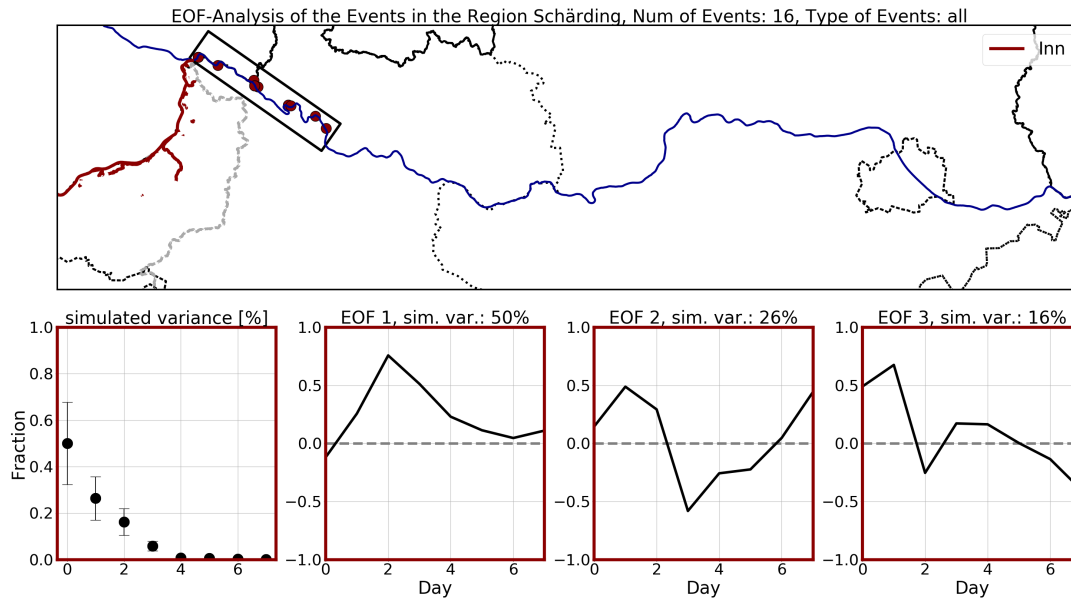 EOF-Analysis of the Events in the Region Schärding, Num of Events: 16, Type of Events: all
Inn
simulated variance [%]
EOF 1, sim. var.: 50%
EOF 2, sim. var.: 26%
EOF 3, sim. var.: 16%
Fraction
1.0
0.8
0.6
0.4
0.2
0.0
0 2 4 6
1.0
0.5
0.0
−0.5
−1.0
0 2 4 6
Day
1.0
0.5
0.0
−0.5
−1.0
0 2 4 6
Day
1.0
0.5
0.0
−0.5
−1.0
0 2 4 6
Day